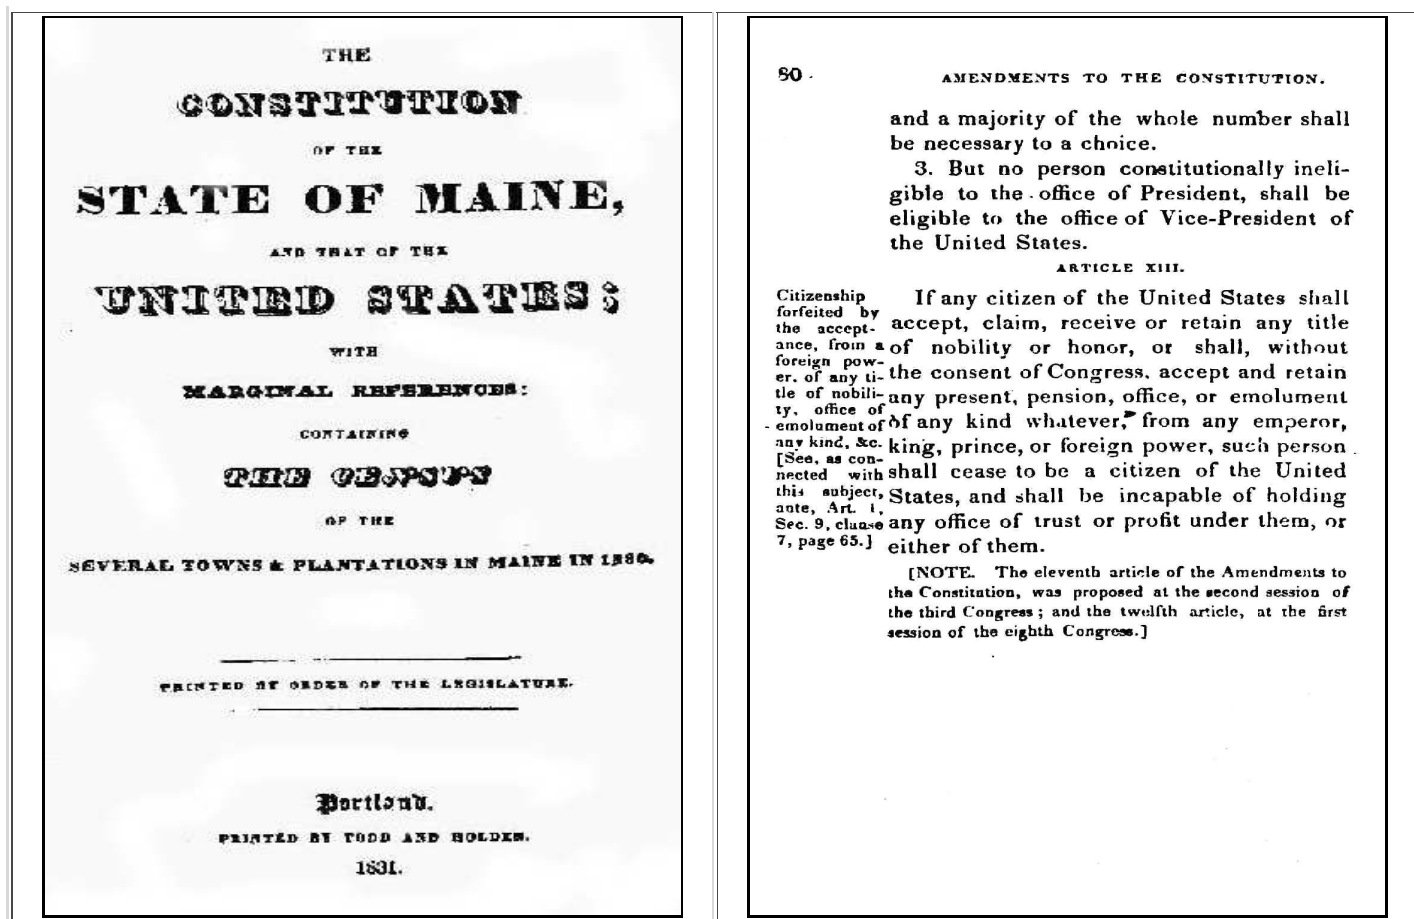 THE
CONSTITUTION
OF THE
STATE OF MAINE,
AND THAT OF THE
UNITED STATES;
WITH
MARGINAL REFERENCES:
CONTAINING
THE CENSUS
OF THE
SEVERAL TOWNS & PLANTATIONS IN MAINE IN 1830.
PRINTED BY ORDER OF THE LEGISLATURE.
Portland.
PRINTED BY TODD AND HOLDEN.
1831.
80
AMENDMENTS TO THE CONSTITUTION.
and a majority of the whole number shall
be necessary to a choice.
3. But no person constitutionally ineli-
gible to the office of President, shall be
eligible to the office of Vice-President of
the United States.
ARTICLE XIII.
Citizenship
forfeited by
the accept-
ance, from a
foreign pow-
er, of any ti-
tle of nobili-
ty, office of
emolument of
any kind, &c.
[See, as con-
nected with
this subject,
ante, Art. 1,
Sec. 9, clause
7, page 65.]
If any citizen of the United States shall
accept, claim, receive or retain any title
of nobility or honor, or shall, without
the consent of Congress, accept and retain
any present, pension, office, or emolument
of any kind whatever, from any emperor,
king, prince, or foreign power, such person
shall cease to be a citizen of the United
States, and shall be incapable of holding
any office of trust or profit under them, or
either of them.
[NOTE. The eleventh article of the Amendments to
the Constitution, was proposed at the second session of
the third Congress; and the twelfth article, at the first
session of the eighth Congress.]